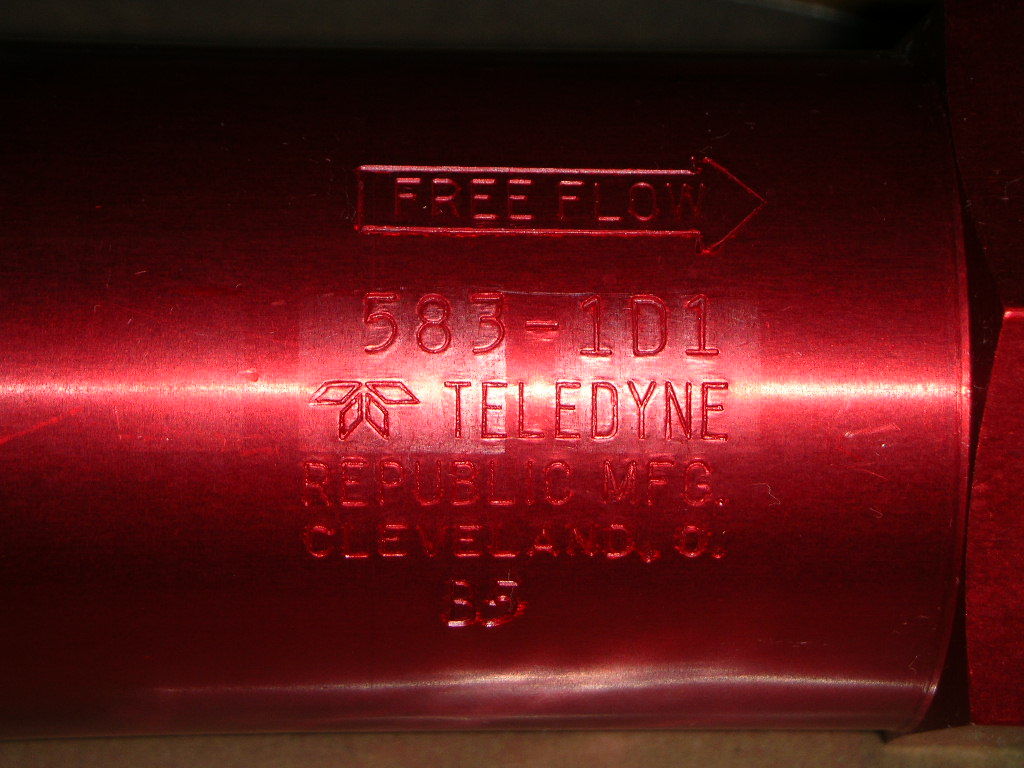 FREE FLOW
583-1D1
TELEDYNE
REPUBLIC MFG.
CLEVELAND, O.